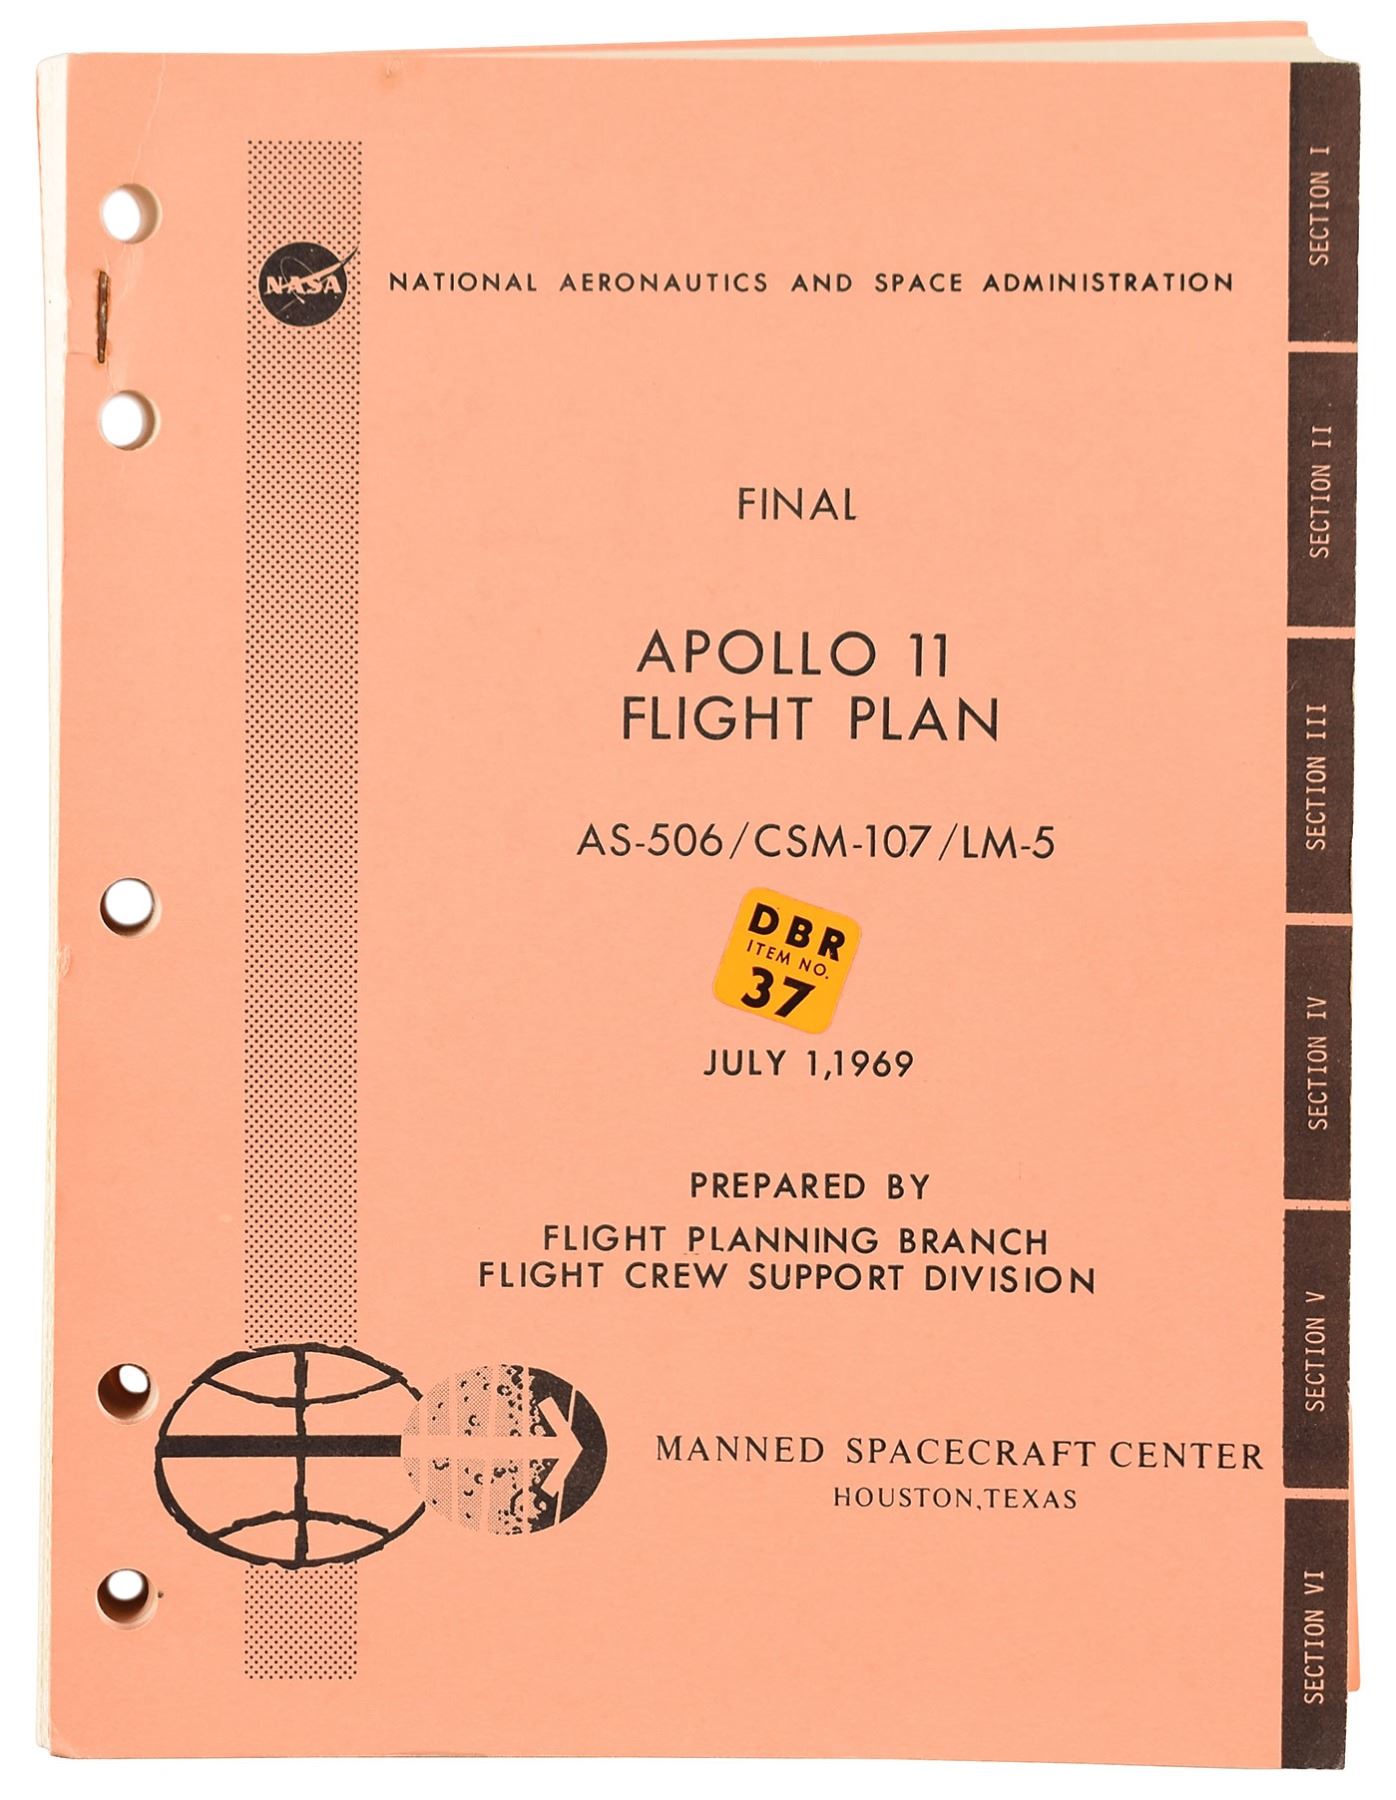 NASA
NATIONAL AERONAUTICS AND SPACE ADMINISTRATION
FINAL
APOLLO 11
FLIGHT PLAN
AS-506/CSM-107/LM-5
DBR
ITEM NO.
37
JULY 1,1969
PREPARED BY
FLIGHT PLANNING BRANCH
FLIGHT CREW SUPPORT DIVISION
MANNED SPACECRAFT CENTER
HOUSTON,TEXAS
SECTION I
SECTION II
SECTION III
SECTION IV
SECTION V
SECTION VI